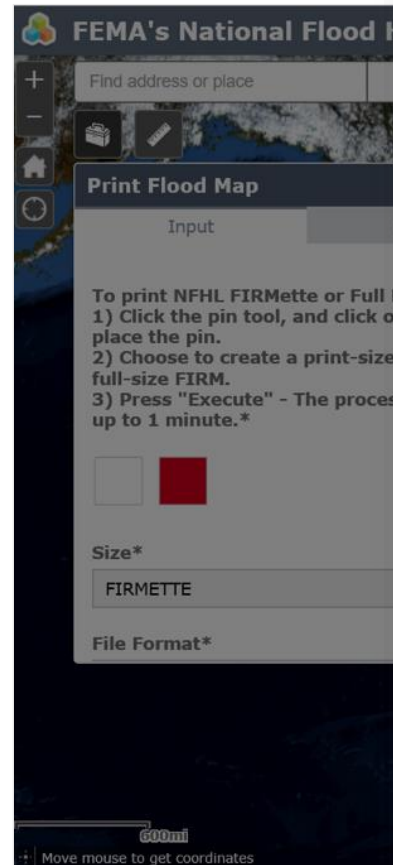 FEMA's National Flood
Find address or place
Print Flood Map
Input
To print NFHL FIRMette or Full
1) Click the pin tool, and click
place the pin.
2) Choose to create a print-size
full-size FIRM.
3) Press "Execute" - The proces
up to 1 minute.*
Size*
FIRMETTE
File Format*
600mi
Move mouse to get coordinates